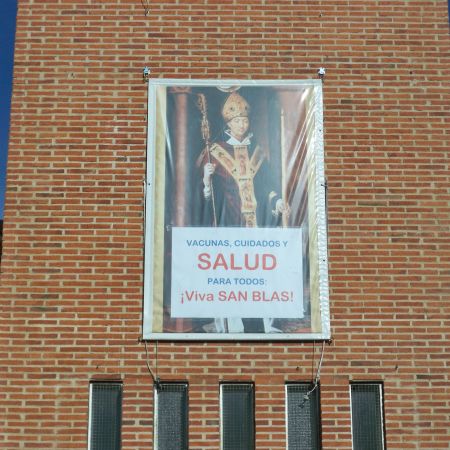 VACUNAS, CUIDADOS Y
SALUD
PARA TODOS:
¡Viva SAN BLAS!